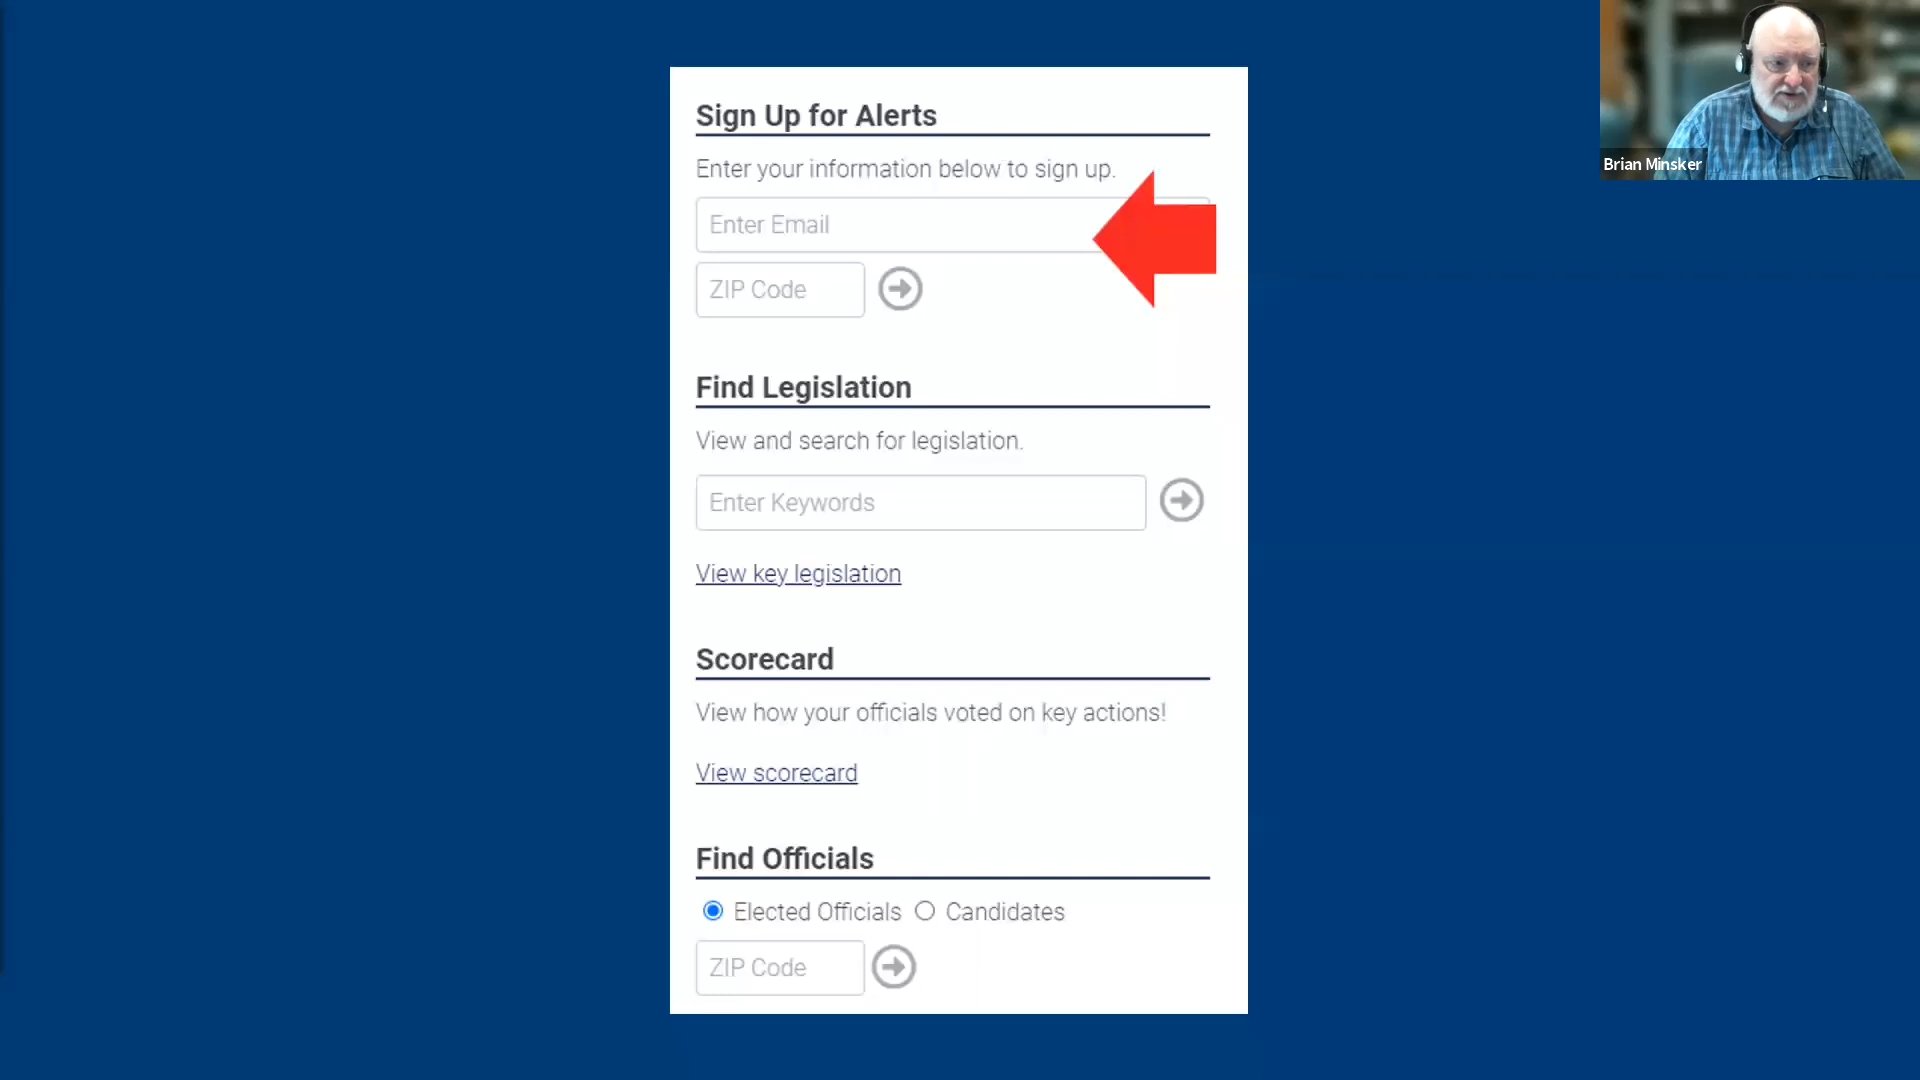 Sign Up for Alerts
Enter your information below to sign up.
Enter Email
ZIP Code
Find Legislation
View and search for legislation.
Enter Keywords
View key legislation
Scorecard
View how your officials voted on key actions!
View scorecard
Find Officials
Elected Officials Candidates
ZIP Code
Brian Minsker